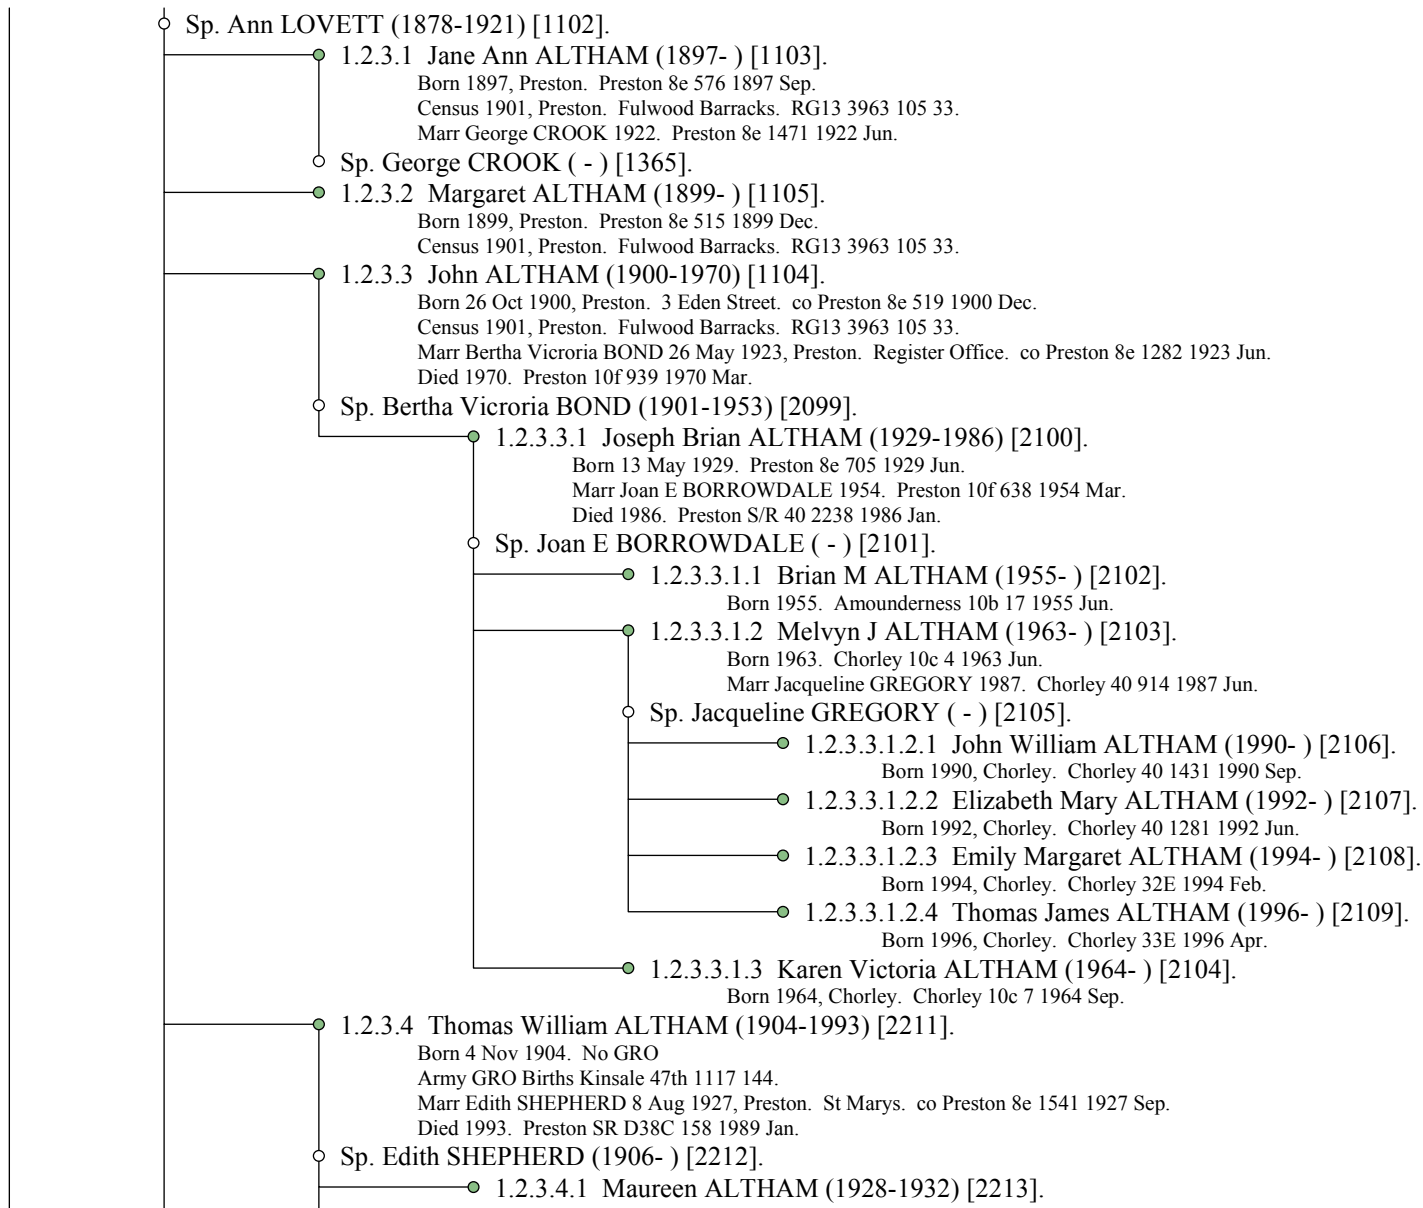 Sp. Ann LOVETT (1878-1921) [1102].
1.2.3.1 Jane Ann ALTHAM (1897- ) [1103].
Born 1897, Preston. Preston 8e 576 1897 Sep.
Census 1901, Preston. Fulwood Barracks. RG13 3963 105 33.
Marr George CROOK 1922. Preston 8e 1471 1922 Jun.
Sp. George CROOK ( - ) [1365].
1.2.3.2 Margaret ALTHAM (1899- ) [1105].
Born 1899, Preston. Preston 8e 515 1899 Dec.
Census 1901, Preston. Fulwood Barracks. RG13 3963 105 33.
1.2.3.3 John ALTHAM (1900-1970) [1104].
Born 26 Oct 1900, Preston. 3 Eden Street. co Preston 8e 519 1900 Dec.
Census 1901, Preston. Fulwood Barracks. RG13 3963 105 33.
Marr Bertha Vicroria BOND 26 May 1923, Preston. Register Office. co Preston 8e 1282 1923 Jun.
Died 1970. Preston 10f 939 1970 Mar.
Sp. Bertha Vicroria BOND (1901-1953) [2099].
1.2.3.3.1 Joseph Brian ALTHAM (1929-1986) [2100].
Born 13 May 1929. Preston 8e 705 1929 Jun.
Marr Joan E BORROWDALE 1954. Preston 10f 638 1954 Mar.
Died 1986. Preston S/R 40 2238 1986 Jan.
Sp. Joan E BORROWDALE ( - ) [2101].
1.2.3.3.1.1 Brian M ALTHAM (1955- ) [2102].
Born 1955. Amounderness 10b 17 1955 Jun.
1.2.3.3.1.2 Melvyn J ALTHAM (1963- ) [2103].
Born 1963. Chorley 10c 4 1963 Jun.
Marr Jacqueline GREGORY 1987. Chorley 40 914 1987 Jun.
Sp. Jacqueline GREGORY ( - ) [2105].
1.2.3.3.1.2.1 John William ALTHAM (1990- ) [2106].
Born 1990, Chorley. Chorley 40 1431 1990 Sep.
1.2.3.3.1.2.2 Elizabeth Mary ALTHAM (1992- ) [2107].
Born 1992, Chorley. Chorley 40 1281 1992 Jun.
1.2.3.3.1.2.3 Emily Margaret ALTHAM (1994- ) [2108].
Born 1994, Chorley. Chorley 32E 1994 Feb.
1.2.3.3.1.2.4 Thomas James ALTHAM (1996- ) [2109].
Born 1996, Chorley. Chorley 33E 1996 Apr.
1.2.3.3.1.3 Karen Victoria ALTHAM (1964- ) [2104].
Born 1964, Chorley. Chorley 10c 7 1964 Sep.
1.2.3.4 Thomas William ALTHAM (1904-1993) [2211].
Born 4 Nov 1904. No GRO
Army GRO Births Kinsale 47th 1117 144.
Marr Edith SHEPHERD 8 Aug 1927, Preston. St Marys. co Preston 8e 1541 1927 Sep.
Died 1993. Preston SR D38C 158 1989 Jan.
Sp. Edith SHEPHERD (1906- ) [2212].
1.2.3.4.1 Maureen ALTHAM (1928-1932) [2213].